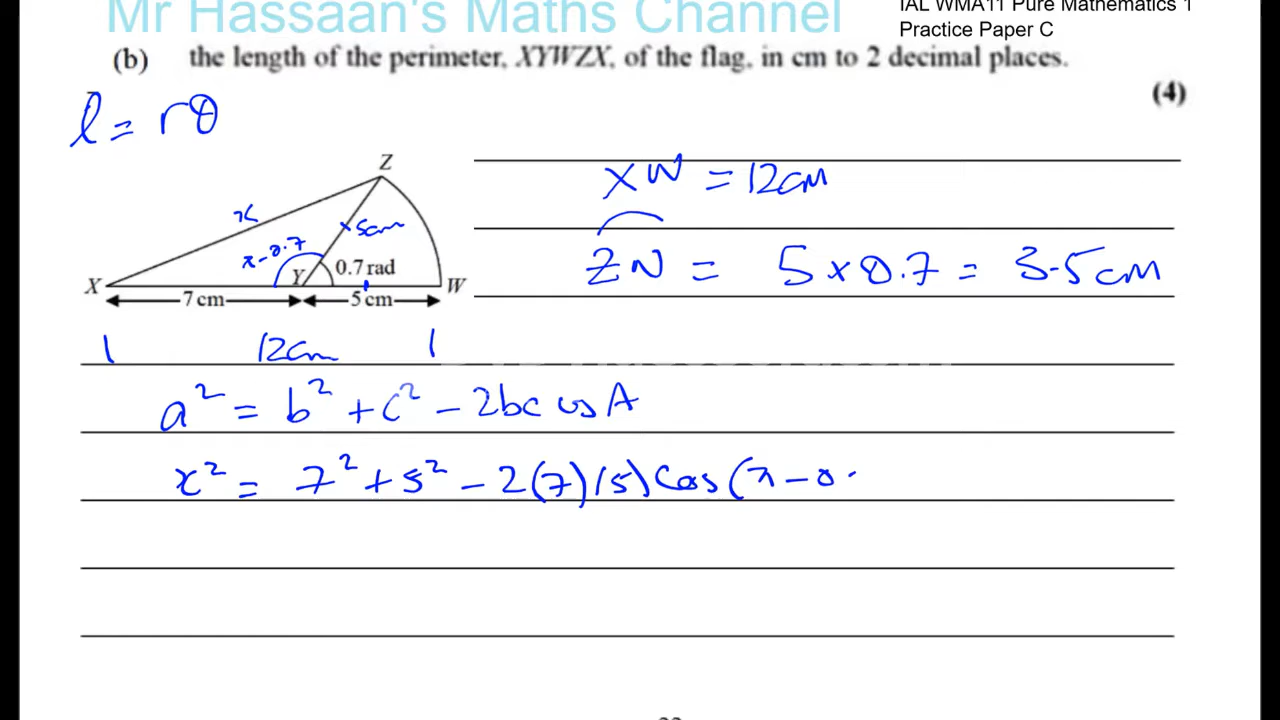 Mr Hassaan's Maths Channel
IAL WMA11 Pure Mathematics 1
Practice Paper C
(b) the length of the perimeter, XYWZX, of the flag, in cm to 2 decimal places.
(4)
l = rθ
Z
x
5cm
π-0.7
Y
0.7 rad
X
W
7 cm
5 cm
12cm
XW = 12cm
ZW = 5×0.7 = 3.5cm
a² = b² + c² - 2bc cos A
x² = 7² + 5² - 2(7)(5)cos(π-0.